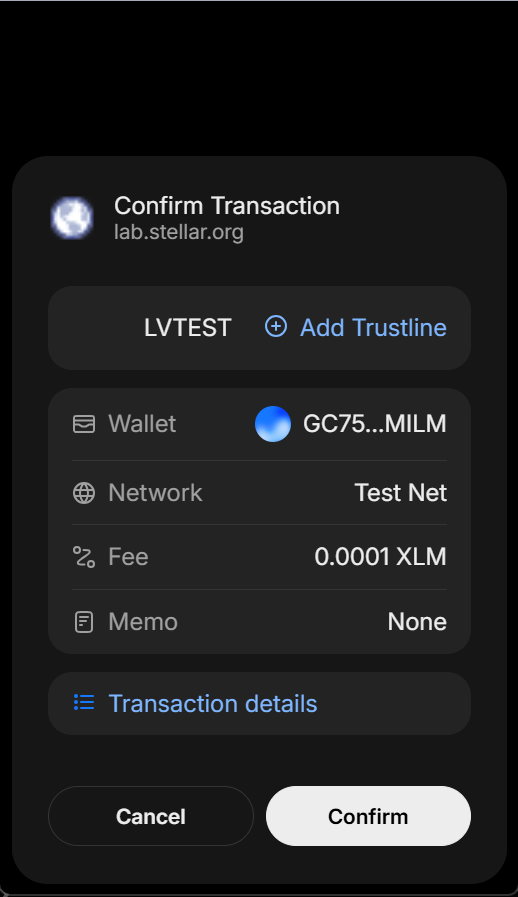 Confirm Transaction
lab.stellar.org
LVTEST Add Trustline
Wallet GC75...MILM
Network Test Net
Fee 0.0001 XLM
Memo None
Transaction details
Cancel Confirm